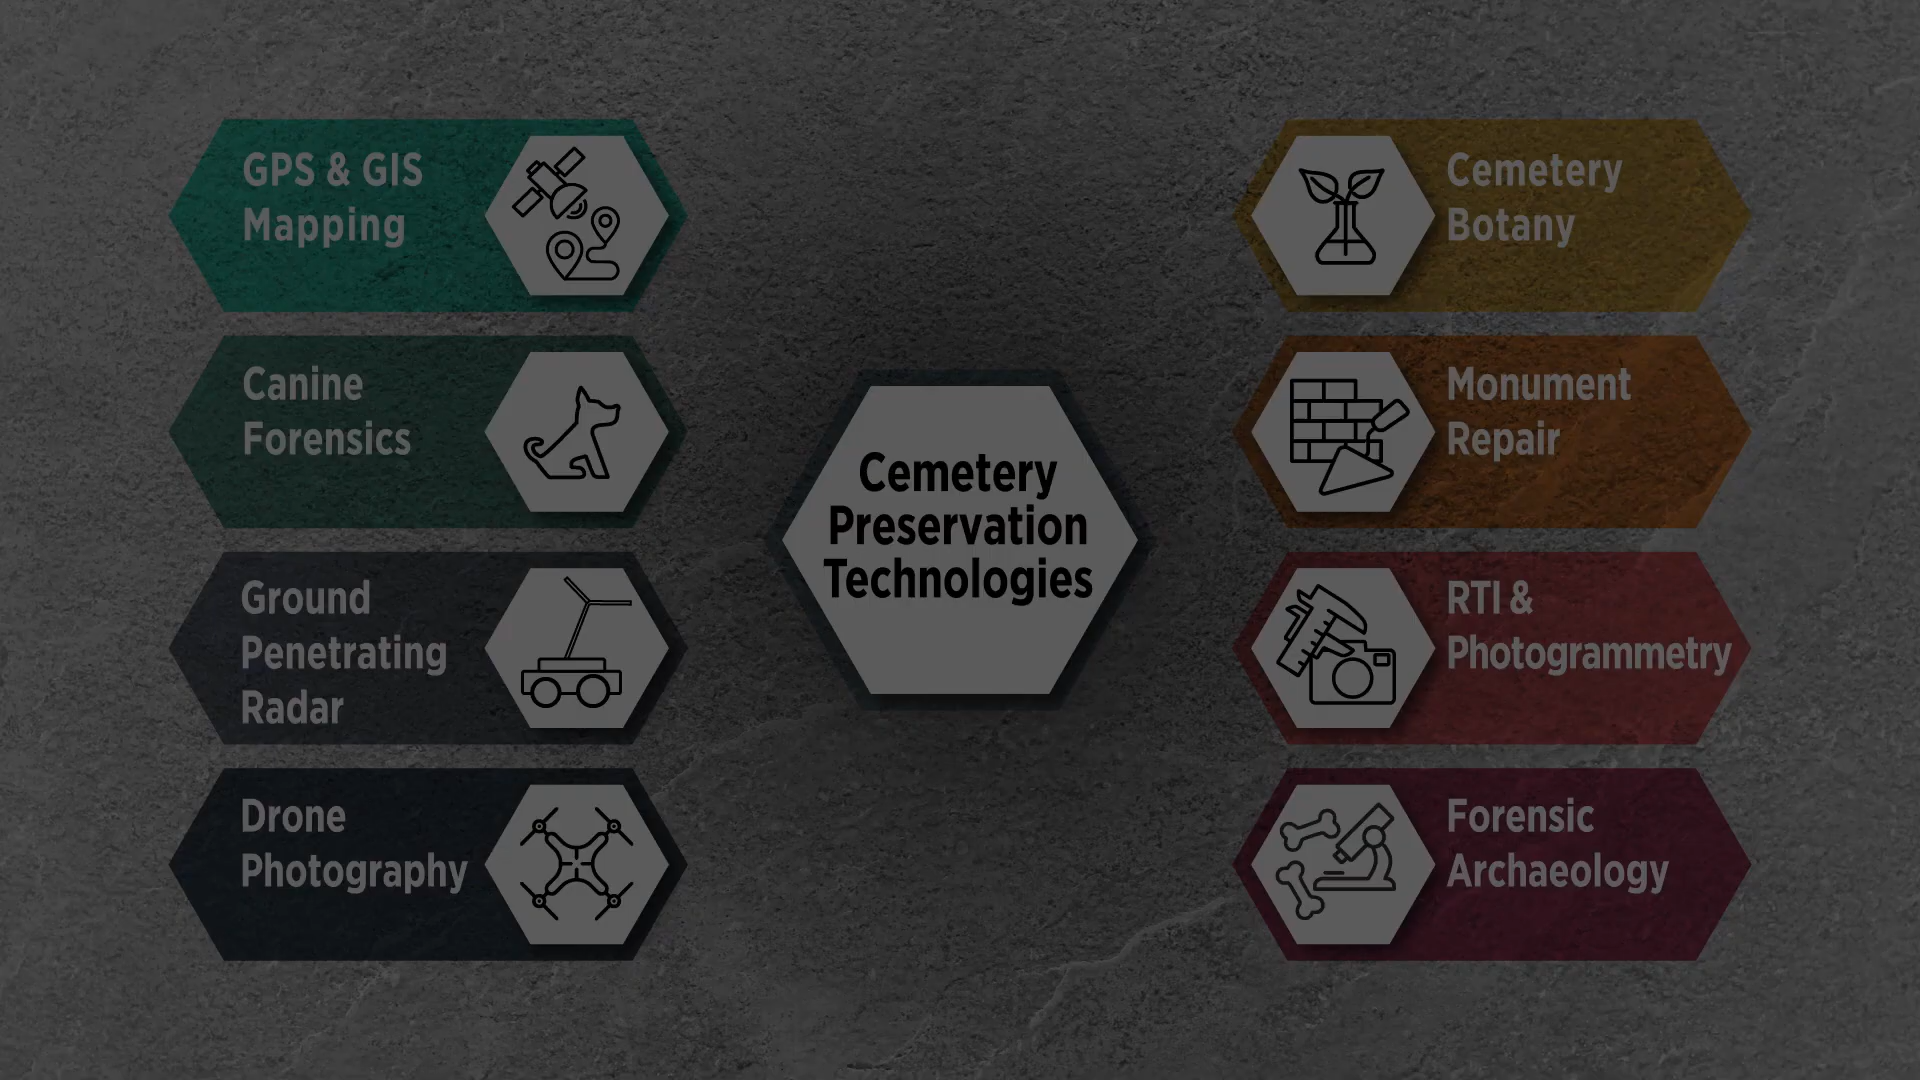 GPS & GIS
Mapping
Canine
Forensics
Ground
Penetrating
Radar
Drone
Photography
Cemetery
Preservation
Technologies
Cemetery
Botany
Monument
Repair
RTI &
Photogrammetry
Forensic
Archaeology